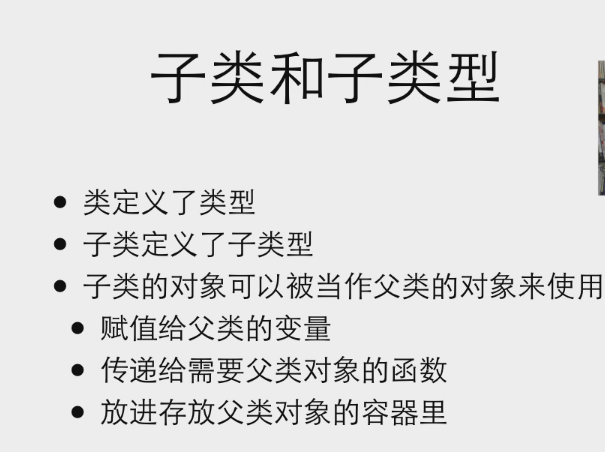 子类和子类型
• 类定义了类型
• 子类定义了子类型
• 子类的对象可以被当作父类的对象来使用
• 赋值给父类的变量
• 传递给需要父类对象的函数
• 放进存放父类对象的容器里